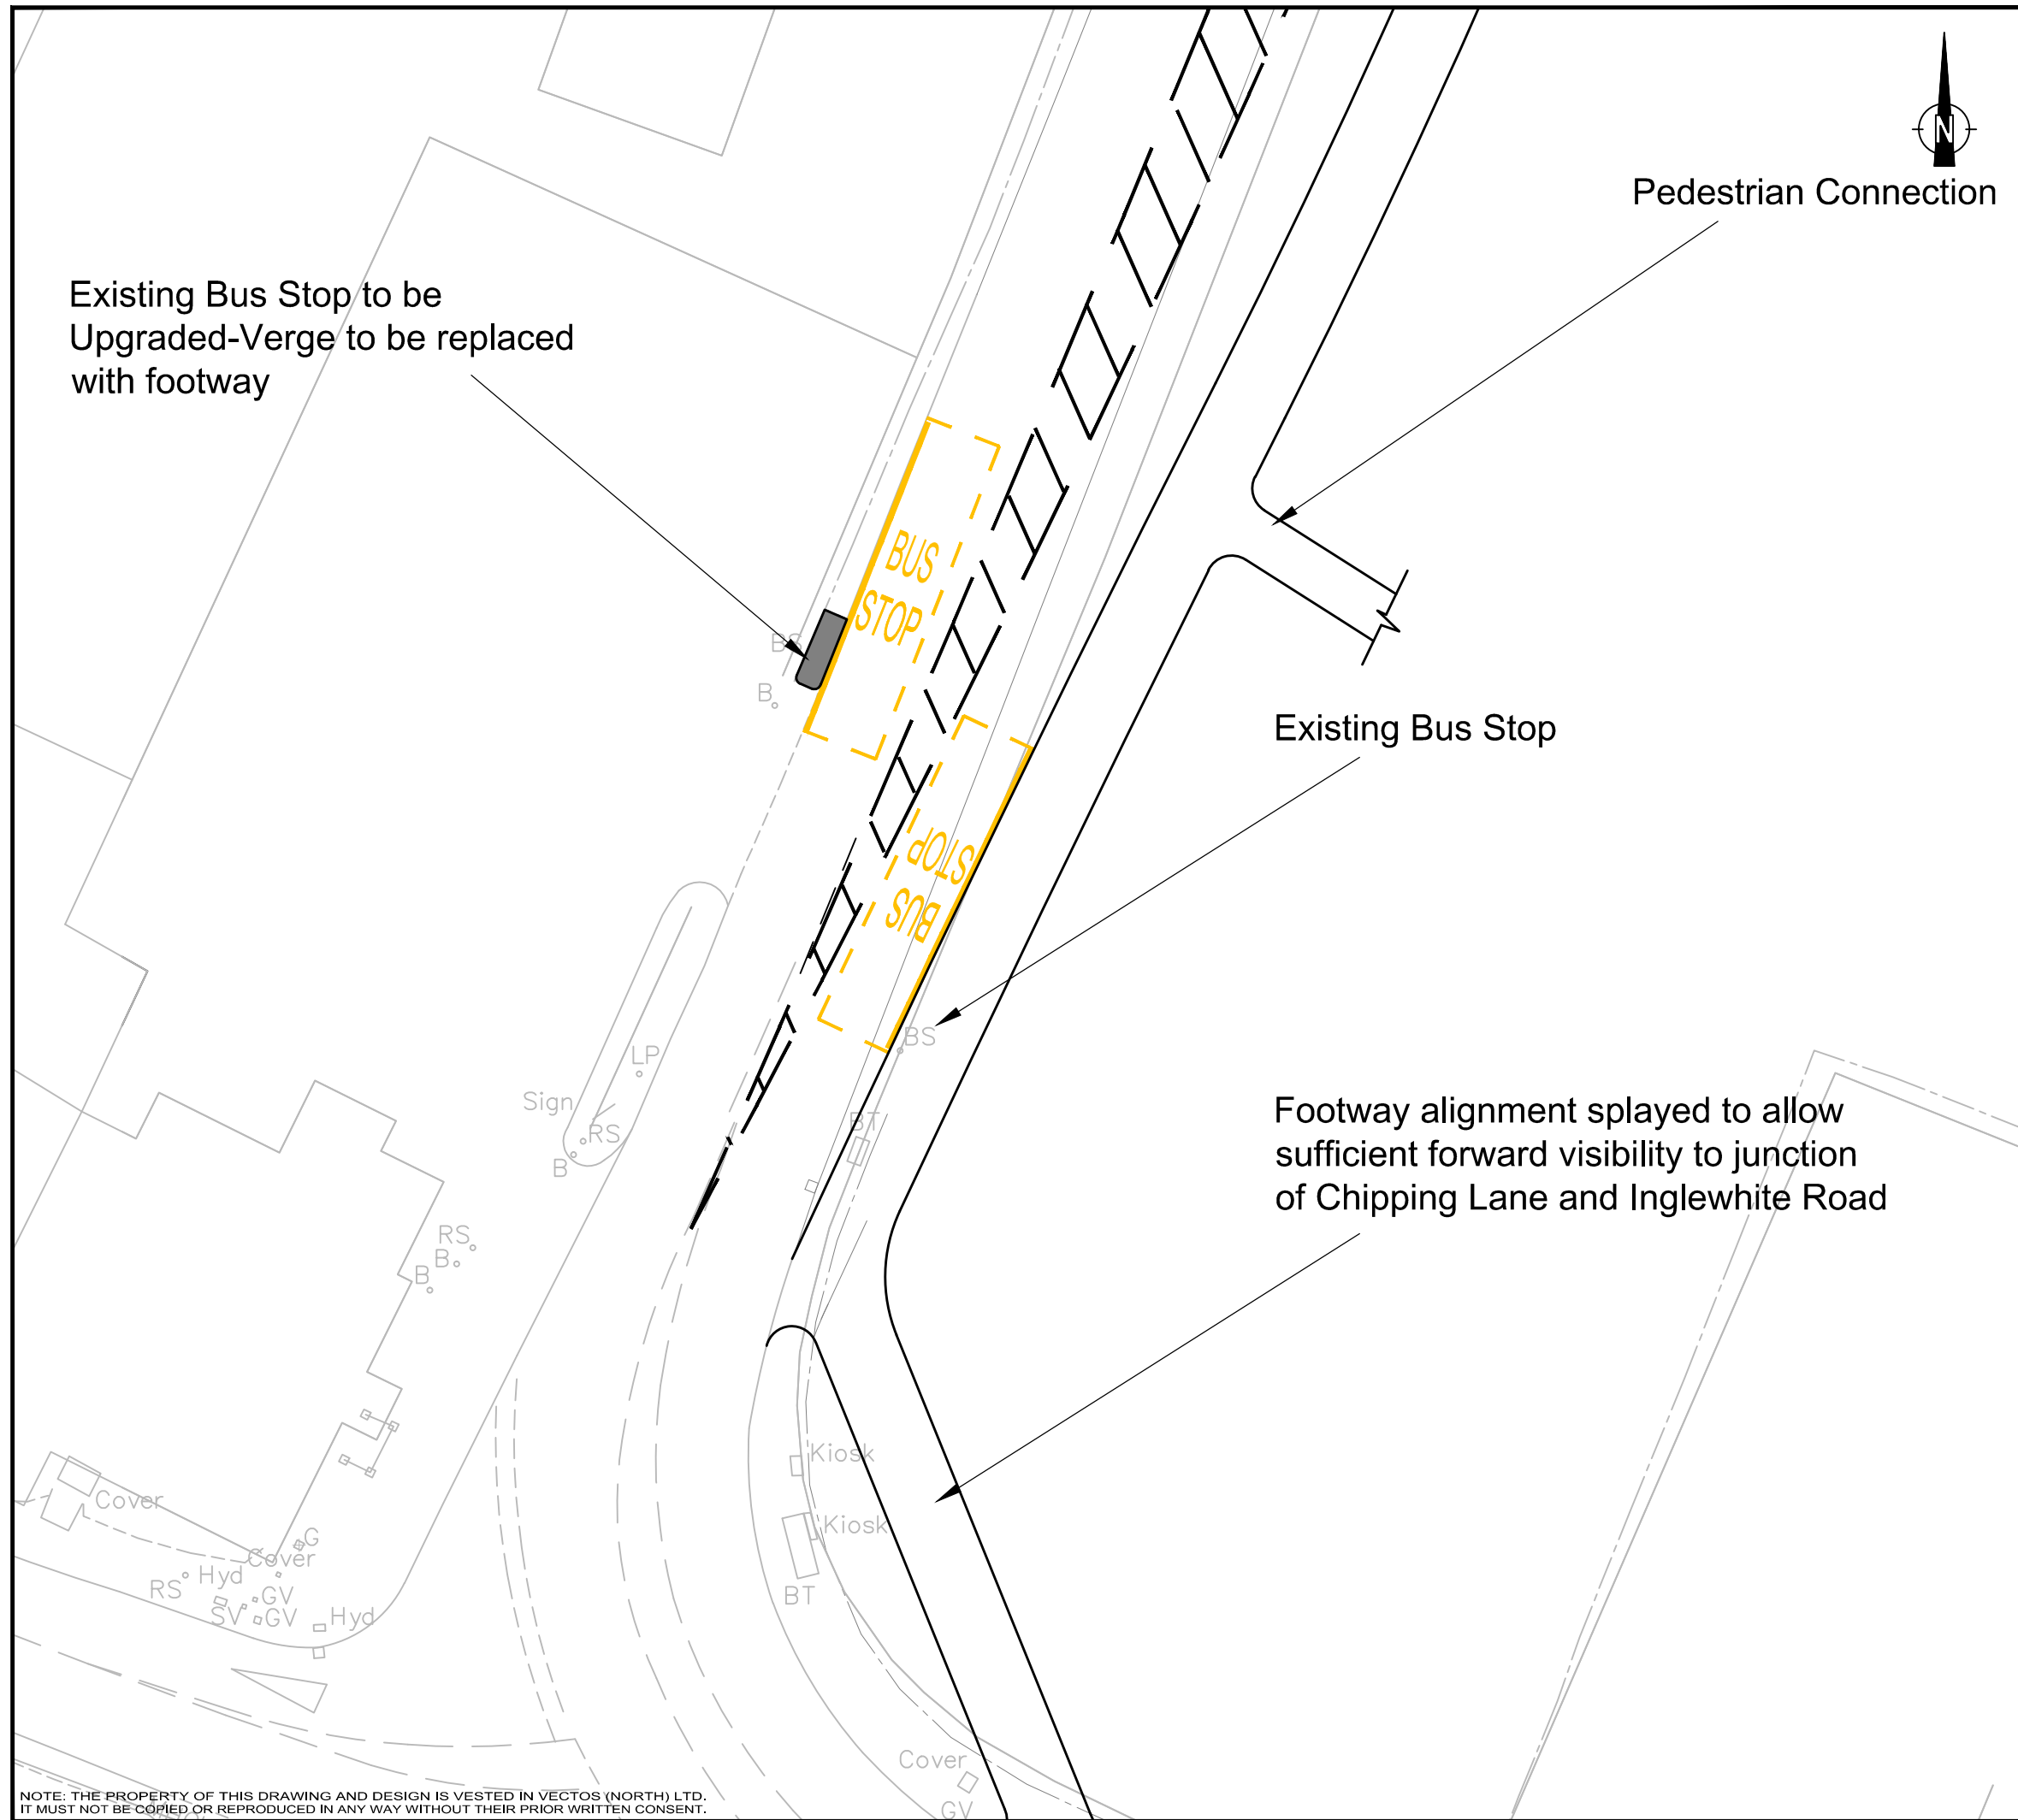 N
Pedestrian Connection
Existing Bus Stop to be
Upgraded-Verge to be replaced
with footway
BUS
STOP
BS
B
Existing Bus Stop
STOP
BUS
BS
LP
Sign
RS
B
BT
Footway alignment splayed to allow
sufficient forward visibility to junction
of Chipping Lane and Inglewhite Road
RS
B
B
Kiosk
Cover
Kiosk
G
Cover
Hyd
RS
GV
SV
GV
Hyd
BT
Cover
GV
NOTE: THE PROPERTY OF THIS DRAWING AND DESIGN IS VESTED IN VECTOS (NORTH) LTD.
IT MUST NOT BE COPIED OR REPRODUCED IN ANY WAY WITHOUT THEIR PRIOR WRITTEN CONSENT.